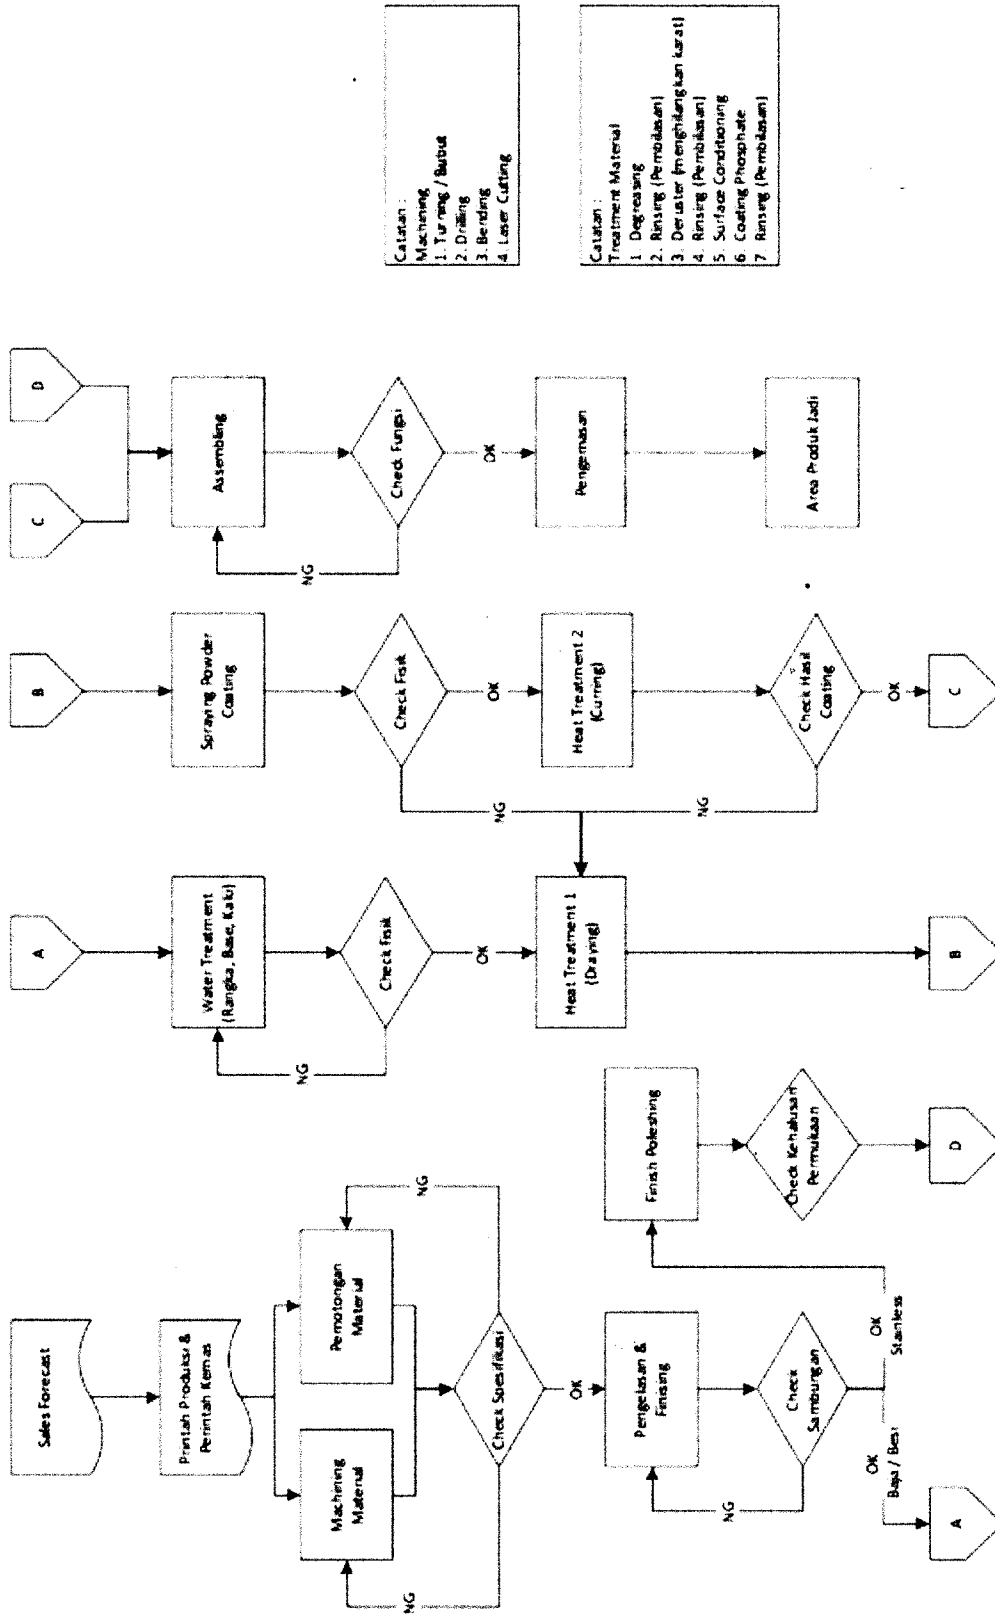 Sales Forecast
Printah Produksi &
Perintah Kemas
Machining
Material
Pemotongan
Material
NG
NG
Check Spesifikasi
OK
Pengelasan &
Finising
NG
Check
Sambungan
OK
Baja / Besi
OK
Stainless
A
Finish Poleshing
Check Kehalusan
Permukaan
D
A
Water Treatment
(Rangka, Base, Kaki)
NG
Check Fisik
OK
Heat Treatment 1
(Draying)
B
B
Spraying Powder
Coating
Check Fisik
NG
OK
Heat Treatment 2
(Curring)
NG
Check Hasil
Coating
OK
C
C
D
Assembling
NG
Check Fungsi
OK
Pengemasan
Area Produk Jadi
Catatan :
Machining
1. Turning / Bubut
2. Drilling
3. Bending
4. Laser Cutting
Catatan :
Treatment Material
1 Degreasing
2. Rinsing (Pembilasan)
3 Deruster (menghilangkan karat)
4. Rinsing (Pembilasan)
5. Surface Conditioning
6 Coating Phosphate
7 Rinsing (Pembilasan)